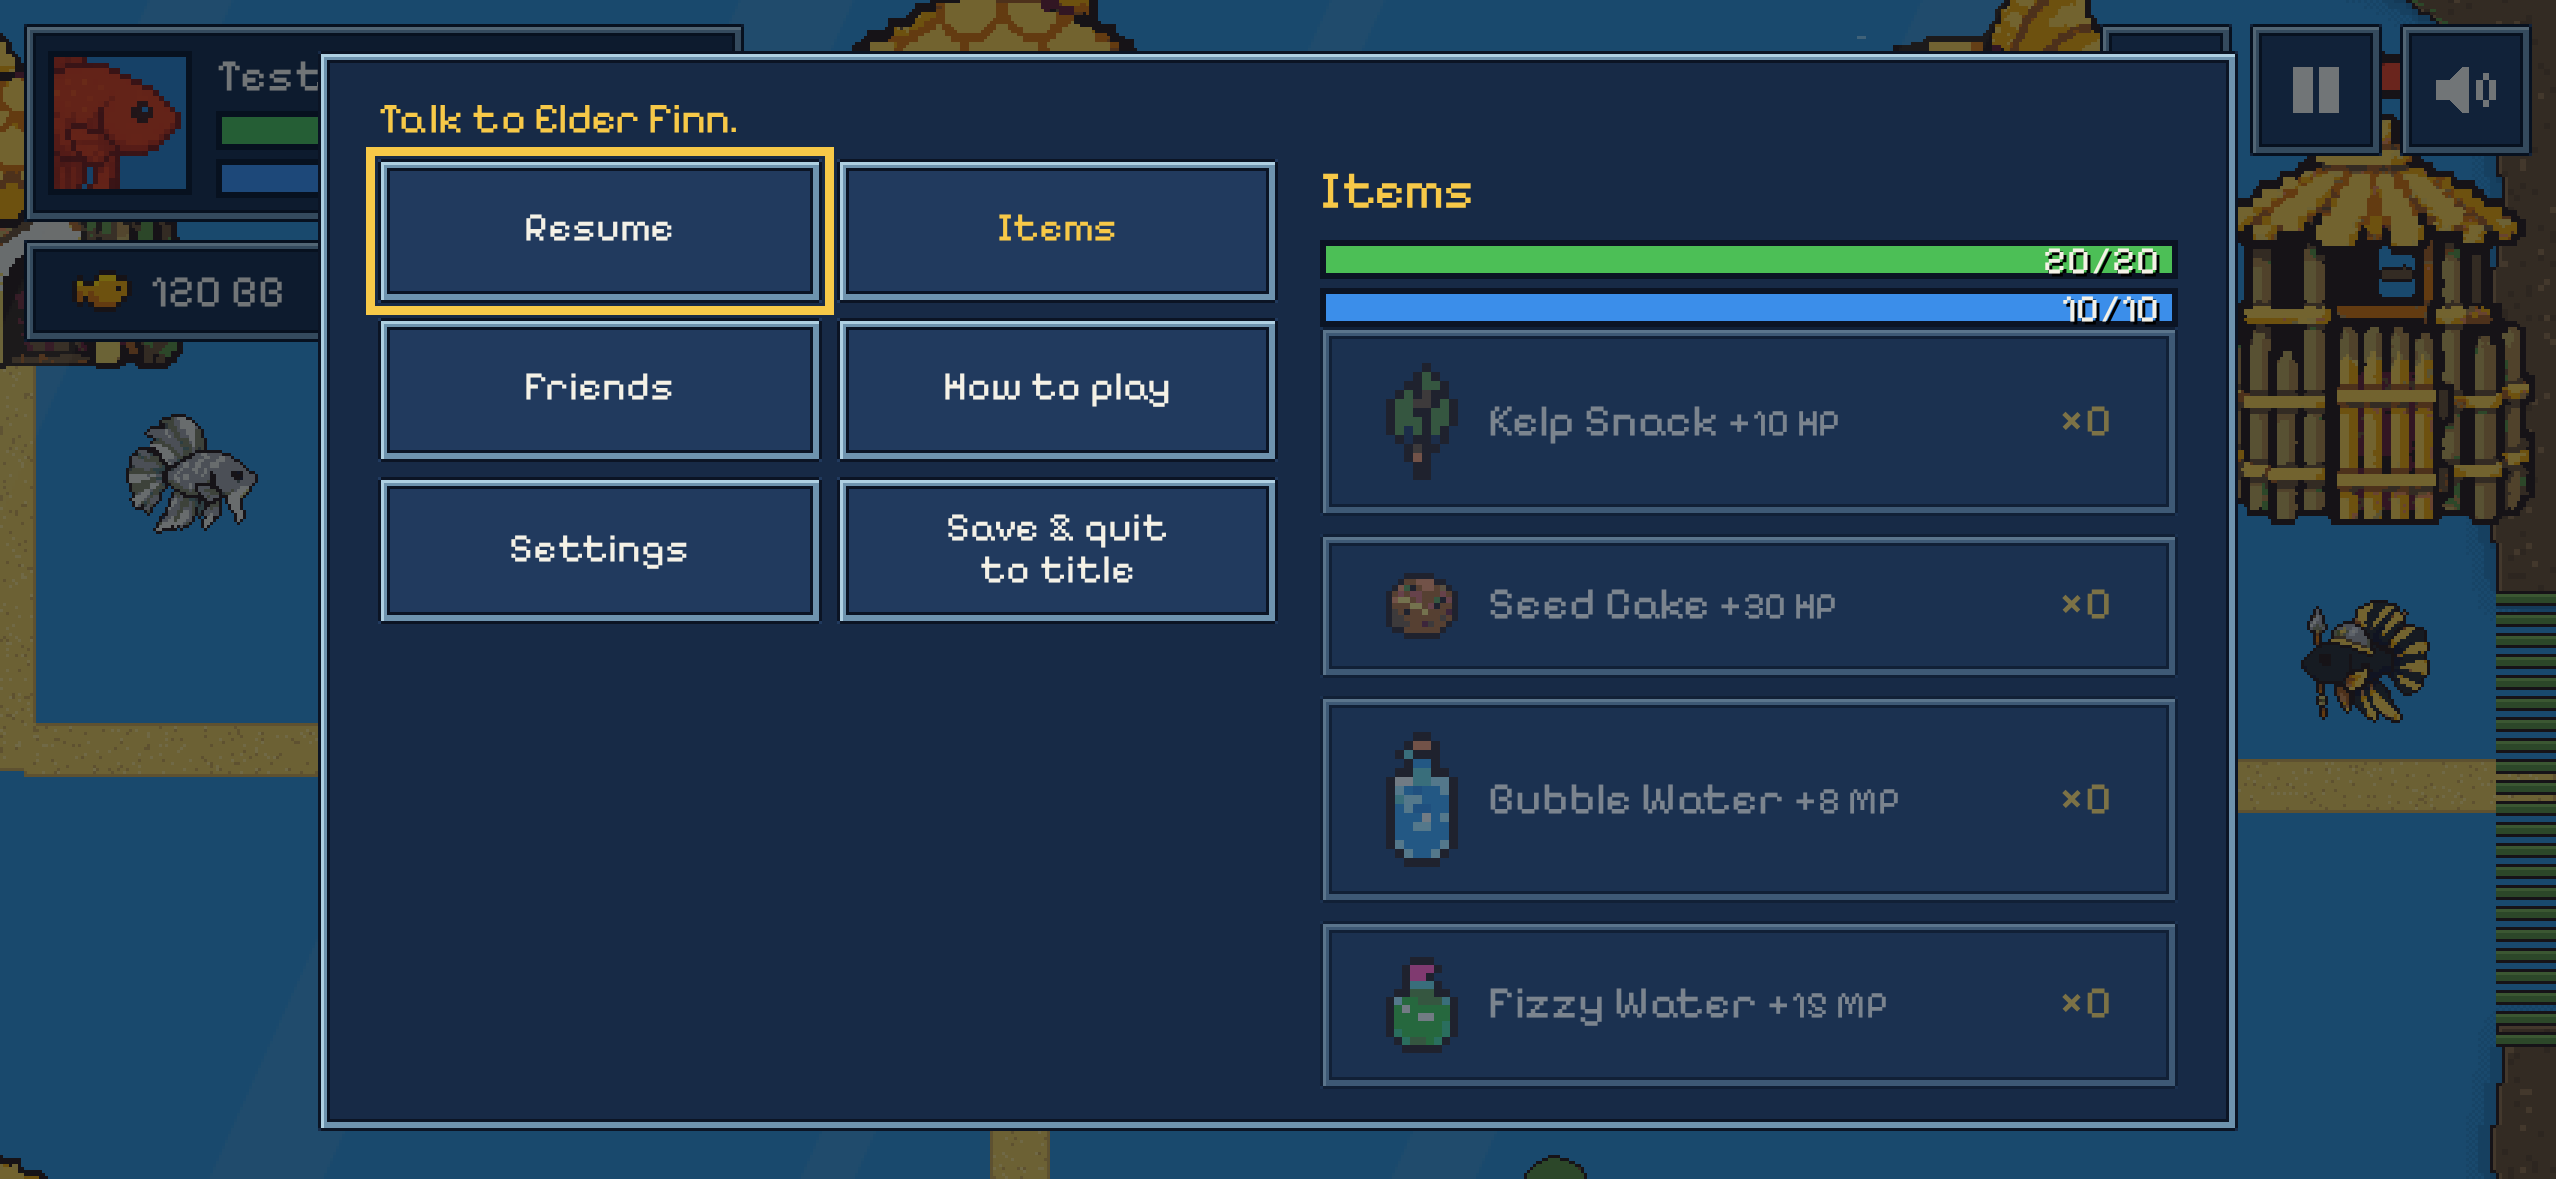 Test
120 BB
Talk to Elder Finn.
Resume
Items
Friends
How to play
Settings
Save & quit
to title
Items
20/20
10/10
Kelp Snack +10 HP ×0
Seed Cake +30 HP ×0
Bubble Water +8 MP ×0
Fizzy Water +18 MP ×0